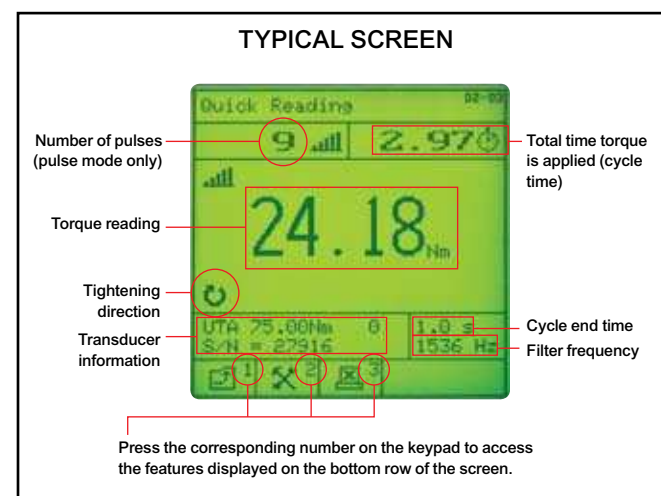 TYPICAL SCREEN
Quick Reading
02-03
Number of pulses
(pulse mode only)
9
2.97
Total time torque
is applied (cycle
time)
Torque reading
24.18 Nm
Tightening
direction
Transducer
information
UTA 75.00Nm 0
S/N = 27916
1.0 s
1536 Hz
Cycle end time
Filter frequency
1 2 3
Press the corresponding number on the keypad to access
the features displayed on the bottom row of the screen.